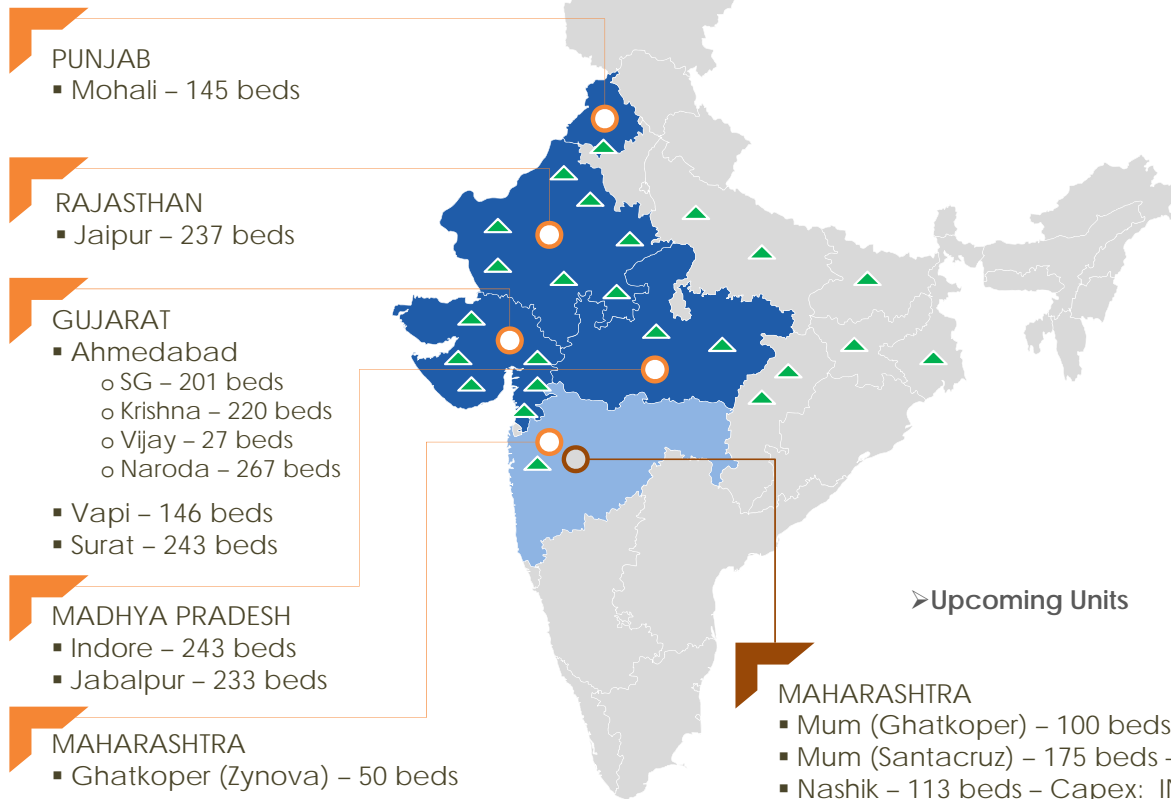 PUNJAB
▪ Mohali – 145 beds
RAJASTHAN
▪ Jaipur – 237 beds
GUJARAT
▪ Ahmedabad
o SG – 201 beds
o Krishna – 220 beds
o Vijay – 27 beds
o Naroda – 267 beds
▪ Vapi – 146 beds
▪ Surat – 243 beds
MADHYA PRADESH
▪ Indore – 243 beds
▪ Jabalpur – 233 beds
MAHARASHTRA
▪ Ghatkoper (Zynova) – 50 beds
➢Upcoming Units
MAHARASHTRA
▪ Mum (Ghatkoper) – 100 beds
▪ Mum (Santacruz) – 175 beds –
▪ Nashik – 113 beds – Capex: